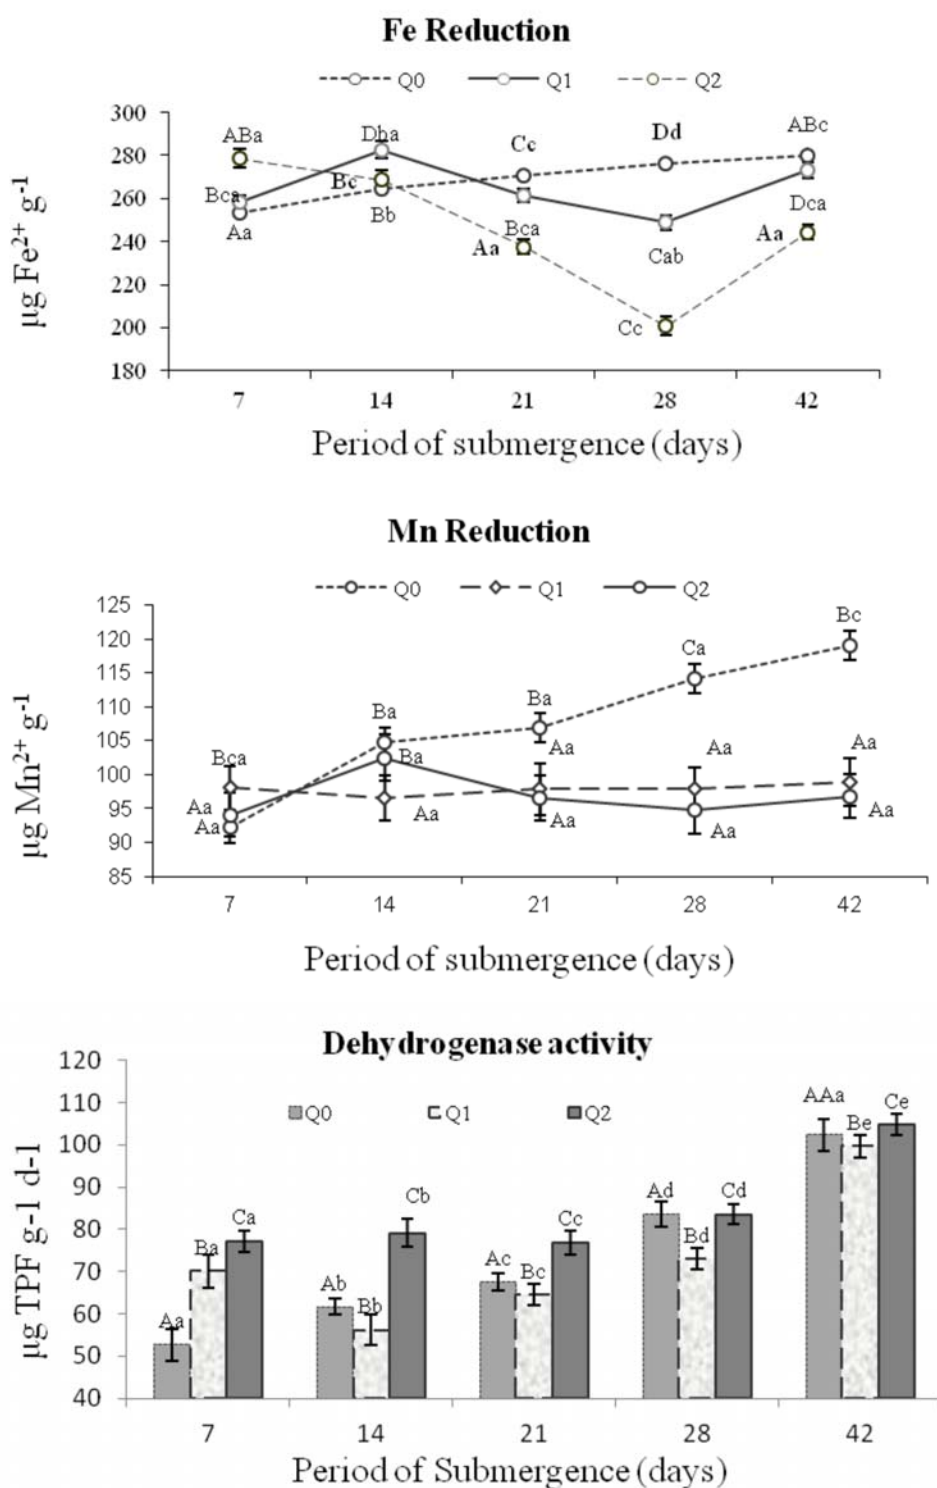 Fe Reduction
Q0 Q1 Q2
µg Fe²⁺ g⁻¹
300
280
260
240
220
200
180
ABa Dba Cc Dd ABc
Bca Bc
Aa Bb Aa Bca Cab Aa Dca
Cc
7 14 21 28 42
Period of submergence (days)
Mn Reduction
Q0 Q1 Q2
µg Mn²⁺ g⁻¹
125
120
115
110
105
100
95
90
85
Bc
Ca
Ba Ba
Bca Ba Aa Aa Aa
Aa Aa Aa Aa Aa
Aa
7 14 21 28 42
Period of submergence (days)
Dehydrogenase activity
Q0 Q1 Q2
µg TPF g-1 d-1
120
110
100
90
80
70
60
50
40
AAa Be Ce
Ad Bd Cd
Aa Ba Ca Ab Bb Cb Ac Bc Cc
7 14 21 28 42
Period of Submergence (days)